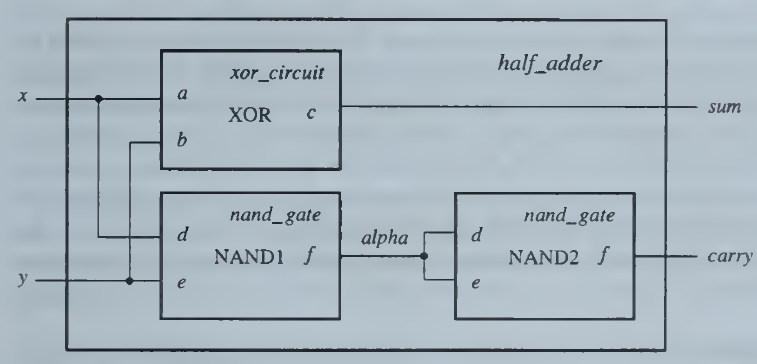 half_adder
xor_circuit
x
a
XOR
c
sum
b
nand_gate
nand_gate
d
alpha
d
NAND1
f
NAND2
f
carry
y
e
e